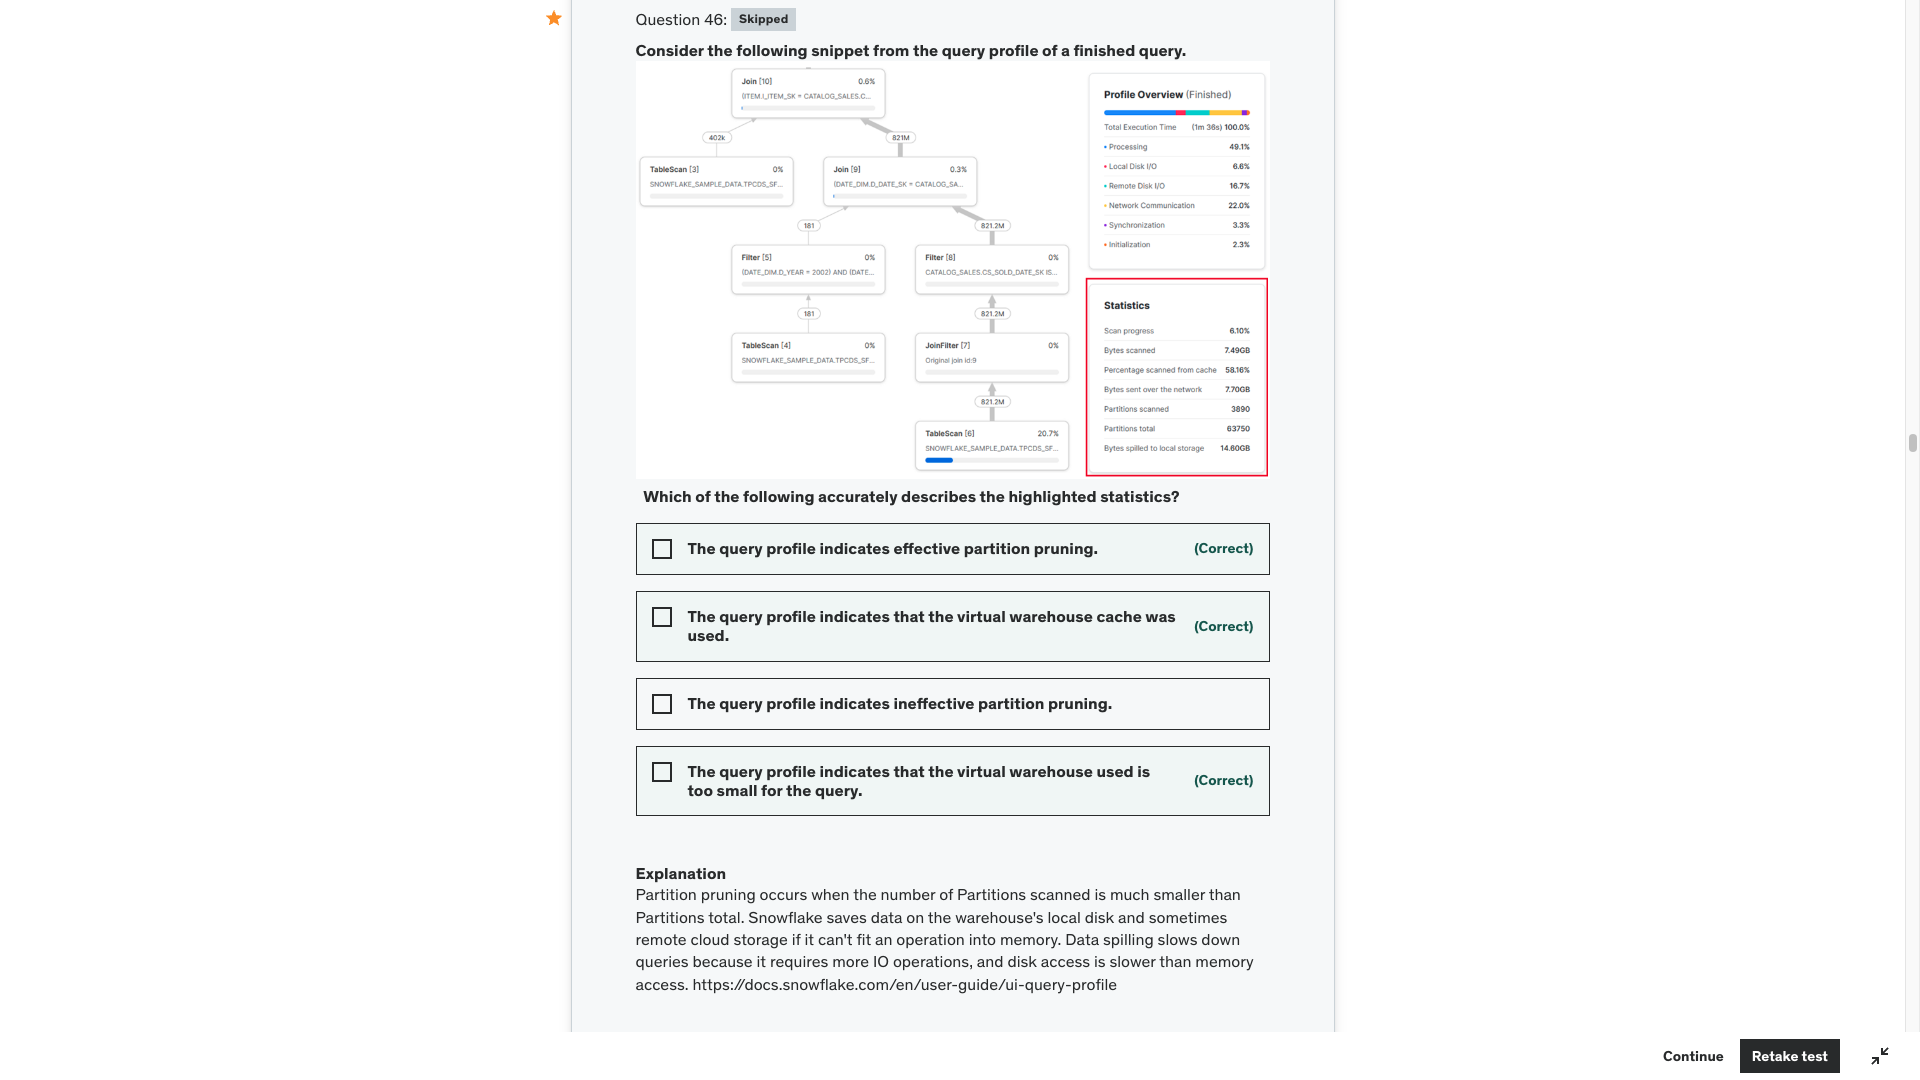 Question 46: Skipped
Consider the following snippet from the query profile of a finished query.
Join [10] 0.6%
(ITEM.I_ITEM_SK = CATALOG_SALES.C...
402k
821M
TableScan [3] 0%
SNOWFLAKE_SAMPLE_DATA.TPCDS_SF...
Join [9] 0.3%
(DATE_DIM.D_DATE_SK = CATALOG_SA...
181
821.2M
Filter [5] 0%
(DATE_DIM.D_YEAR = 2002) AND (DATE...
Filter [8] 0%
CATALOG_SALES.CS_SOLD_DATE_SK IS...
181
821.2M
TableScan [4] 0%
SNOWFLAKE_SAMPLE_DATA.TPCDS_SF...
JoinFilter [7] 0%
Original join id:9
821.2M
TableScan [6] 20.7%
SNOWFLAKE_SAMPLE_DATA.TPCDS_SF...
Profile Overview (Finished)
Total Execution Time (1m 36s) 100.0%
Processing 49.1%
Local Disk I/O 6.6%
Remote Disk I/O 16.7%
Network Communication 22.0%
Synchronization 3.3%
Initialization 2.3%
Statistics
Scan progress 6.10%
Bytes scanned 7.49GB
Percentage scanned from cache 58.16%
Bytes sent over the network 7.70GB
Partitions scanned 3890
Partitions total 63750
Bytes spilled to local storage 14.60GB
Which of the following accurately describes the highlighted statistics?
The query profile indicates effective partition pruning. (Correct)
The query profile indicates that the virtual warehouse cache was
used.
(Correct)
The query profile indicates ineffective partition pruning.
The query profile indicates that the virtual warehouse used is
too small for the query.
(Correct)
Explanation
Partition pruning occurs when the number of Partitions scanned is much smaller than
Partitions total. Snowflake saves data on the warehouse's local disk and sometimes
remote cloud storage if it can't fit an operation into memory. Data spilling slows down
queries because it requires more IO operations, and disk access is slower than memory
access. https://docs.snowflake.com/en/user-guide/ui-query-profile
Continue
Retake test